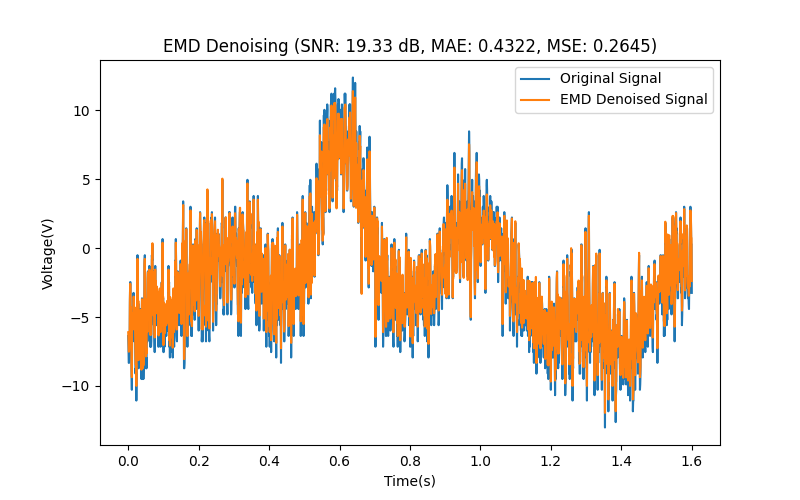 EMD Denoising (SNR: 19.33 dB, MAE: 0.4322, MSE: 0.2645)
Original Signal
EMD Denoised Signal
10
5
0
−5
−10
Voltage(V)
0.0 0.2 0.4 0.6 0.8 1.0 1.2 1.4 1.6
Time(s)